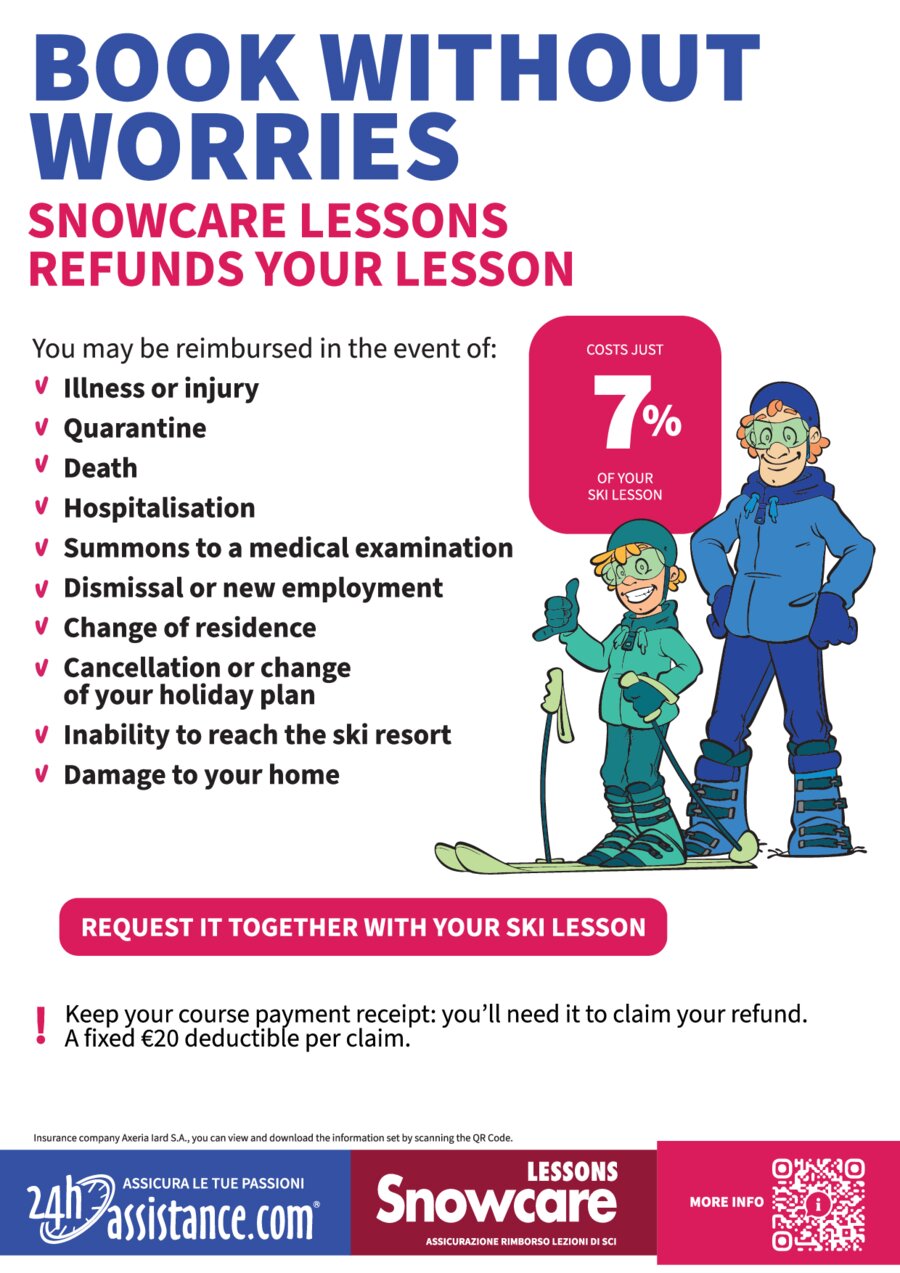 BOOK WITHOUT
WORRIES
SNOWCARE LESSONS
REFUNDS YOUR LESSON
You may be reimbursed in the event of:
Illness or injury
Quarantine
Death
Hospitalisation
Summons to a medical examination
Dismissal or new employment
Change of residence
Cancellation or change
of your holiday plan
Inability to reach the ski resort
Damage to your home
COSTS JUST
7%
OF YOUR
SKI LESSON
REQUEST IT TOGETHER WITH YOUR SKI LESSON
! Keep your course payment receipt: you’ll need it to claim your refund.
A fixed €20 deductible per claim.
Insurance company Axeria Iard S.A., you can view and download the information set by scanning the QR Code.
ASSICURA LE TUE PASSIONI
24h assistance.com®
LESSONS
Snowcare
ASSICURAZIONE RIMBORSO LEZIONI DI SCI
MORE INFO
i